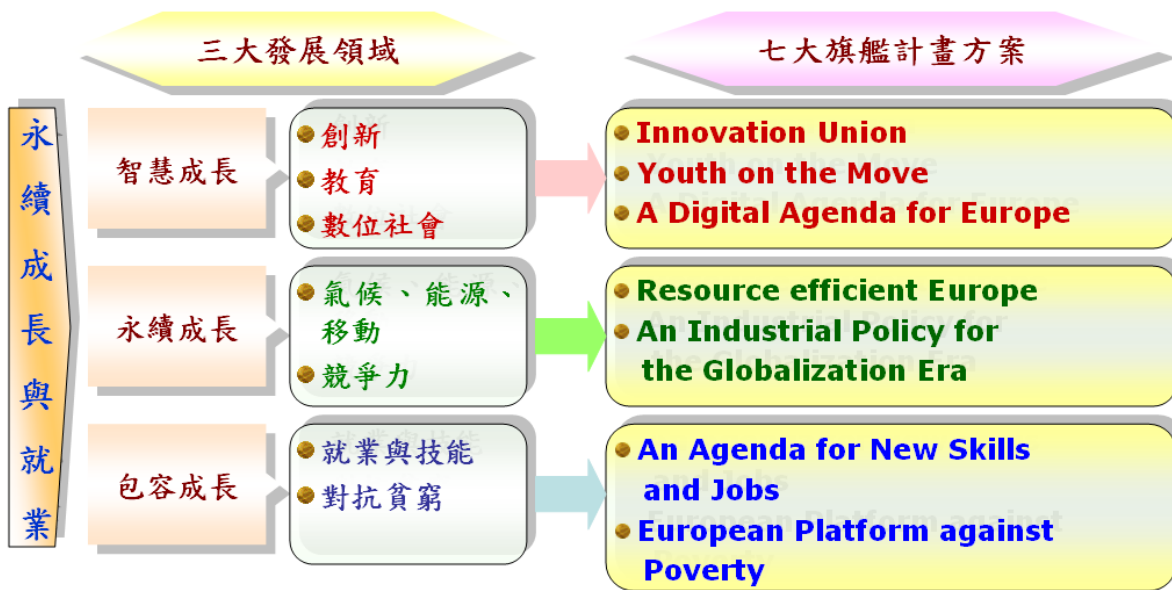 三大發展領域
七大旗艦計畫方案
永續成長與就業
智慧成長
創新
教育
數位社會
Innovation Union
Youth on the Move
A Digital Agenda for Europe
永續成長
氣候、能源、
移動
競爭力
Resource efficient Europe
An Industrial Policy for
the Globalization Era
包容成長
就業與技能
對抗貧窮
An Agenda for New Skills
and Jobs
European Platform against
Poverty